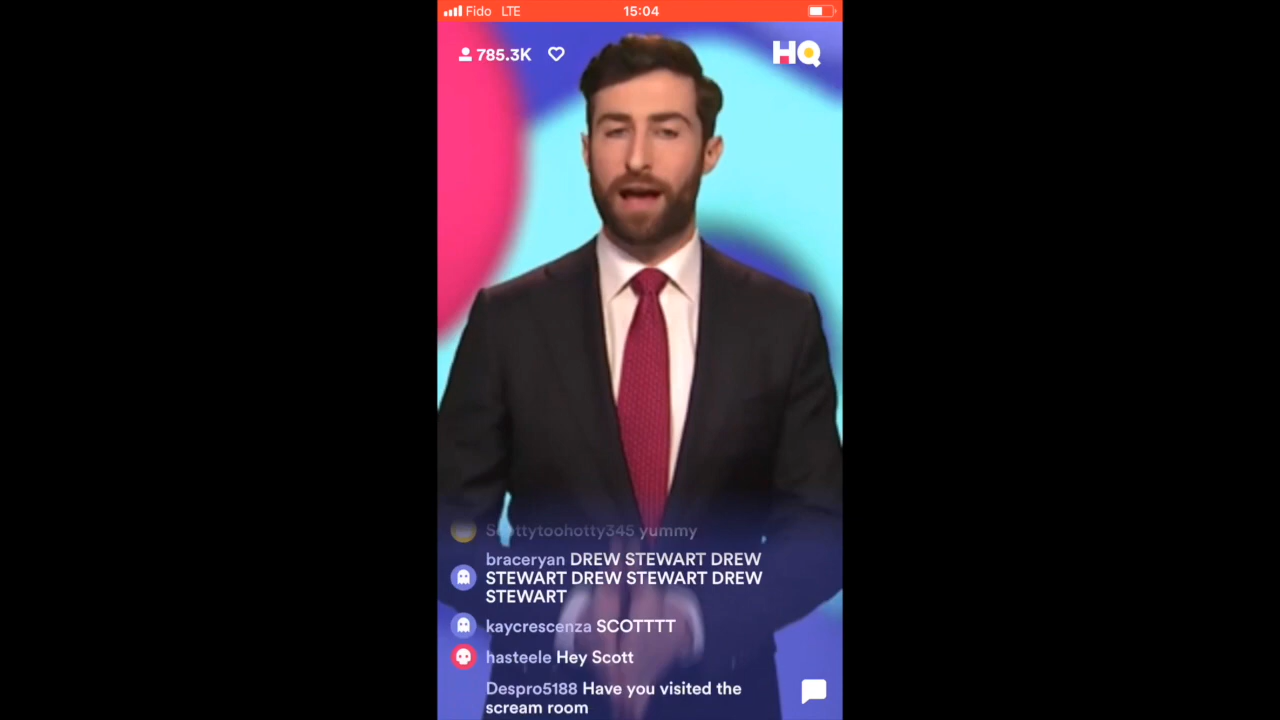 Fido LTE 15:04
785.3K
HQ
Scottytoohotty345 yummy
braceryan DREW STEWART DREW
STEWART DREW STEWART DREW
STEWART
kaycrescenza SCOTTTT
hasteele Hey Scott
Despro5188 Have you visited the
scream room